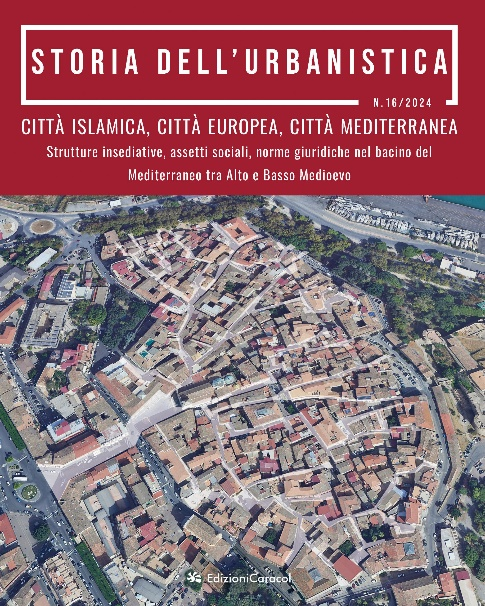 STORIA DELL'URBANISTICA
N.16/2024
CITTÀ ISLAMICA, CITTÀ EUROPEA, CITTÀ MEDITERRANEA
Strutture insediative, assetti sociali, norme giuridiche nel bacino del
Mediterraneo tra Alto e Basso Medioevo
EdizioniCaracol